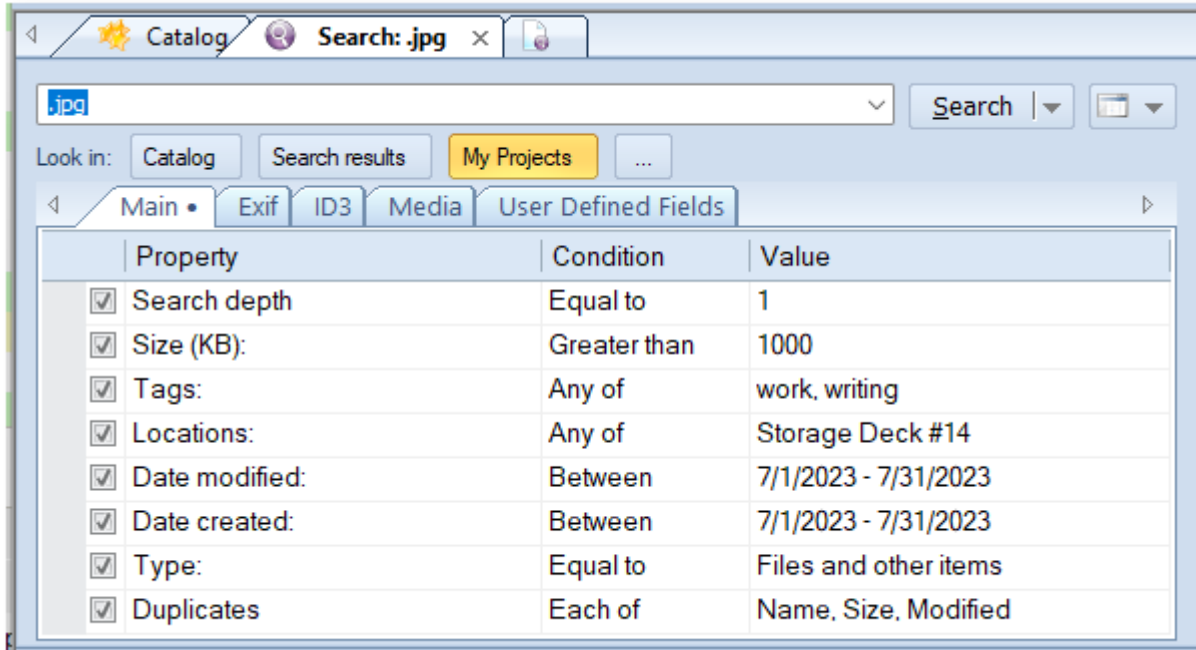 Catalog Search: .jpg ×
.jpg Search
Look in: Catalog Search results My Projects ...
Main • Exif ID3 Media User Defined Fields
Property Condition Value
Search depth Equal to 1
Size (KB): Greater than 1000
Tags: Any of work, writing
Locations: Any of Storage Deck #14
Date modified: Between 7/1/2023 - 7/31/2023
Date created: Between 7/1/2023 - 7/31/2023
Type: Equal to Files and other items
Duplicates Each of Name, Size, Modified